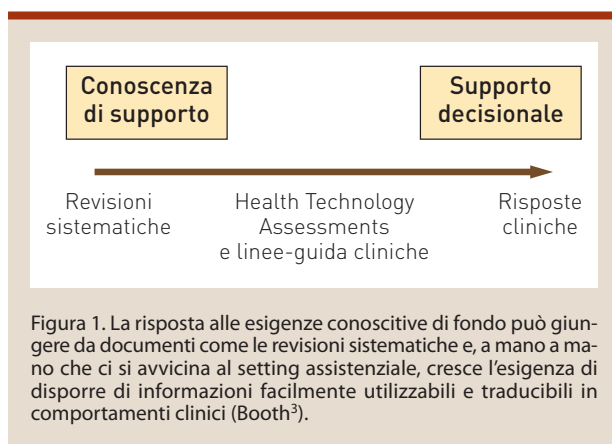 Conoscenza
di supporto
Supporto
decisionale
Revisioni
sistematiche
Health Technology
Assessments
e linee-guida cliniche
Risposte
cliniche
Figura 1. La risposta alle esigenze conoscitive di fondo può giun-
gere da documenti come le revisioni sistematiche e, a mano a ma-
no che ci si avvicina al setting assistenziale, cresce l'esigenza di
disporre di informazioni facilmente utilizzabili e traducibili in
comportamenti clinici (Booth³).